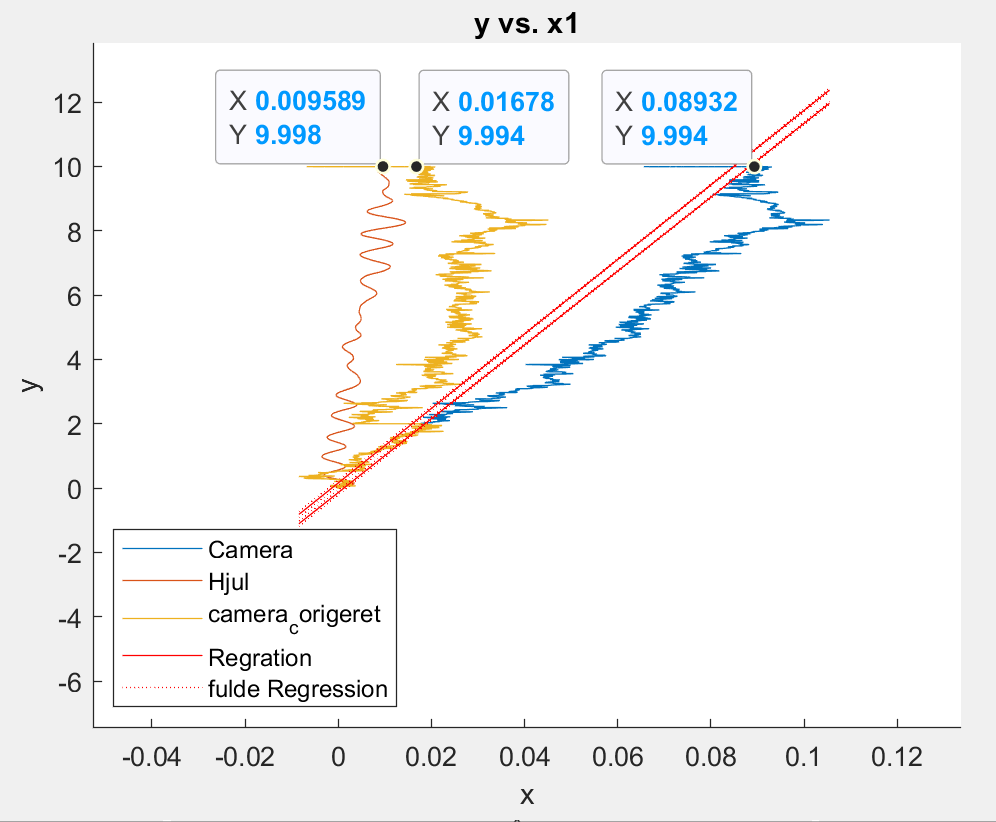 y vs. x1
X 0.009589
Y 9.998
X 0.01678
Y 9.994
X 0.08932
Y 9.994
12
10
8
6
4
2
0
-2
-4
-6
y
Camera
Hjul
camera_corigeret
Regration
fulde Regression
-0.04
-0.02
0
0.02
0.04
0.06
0.08
0.1
0.12
x